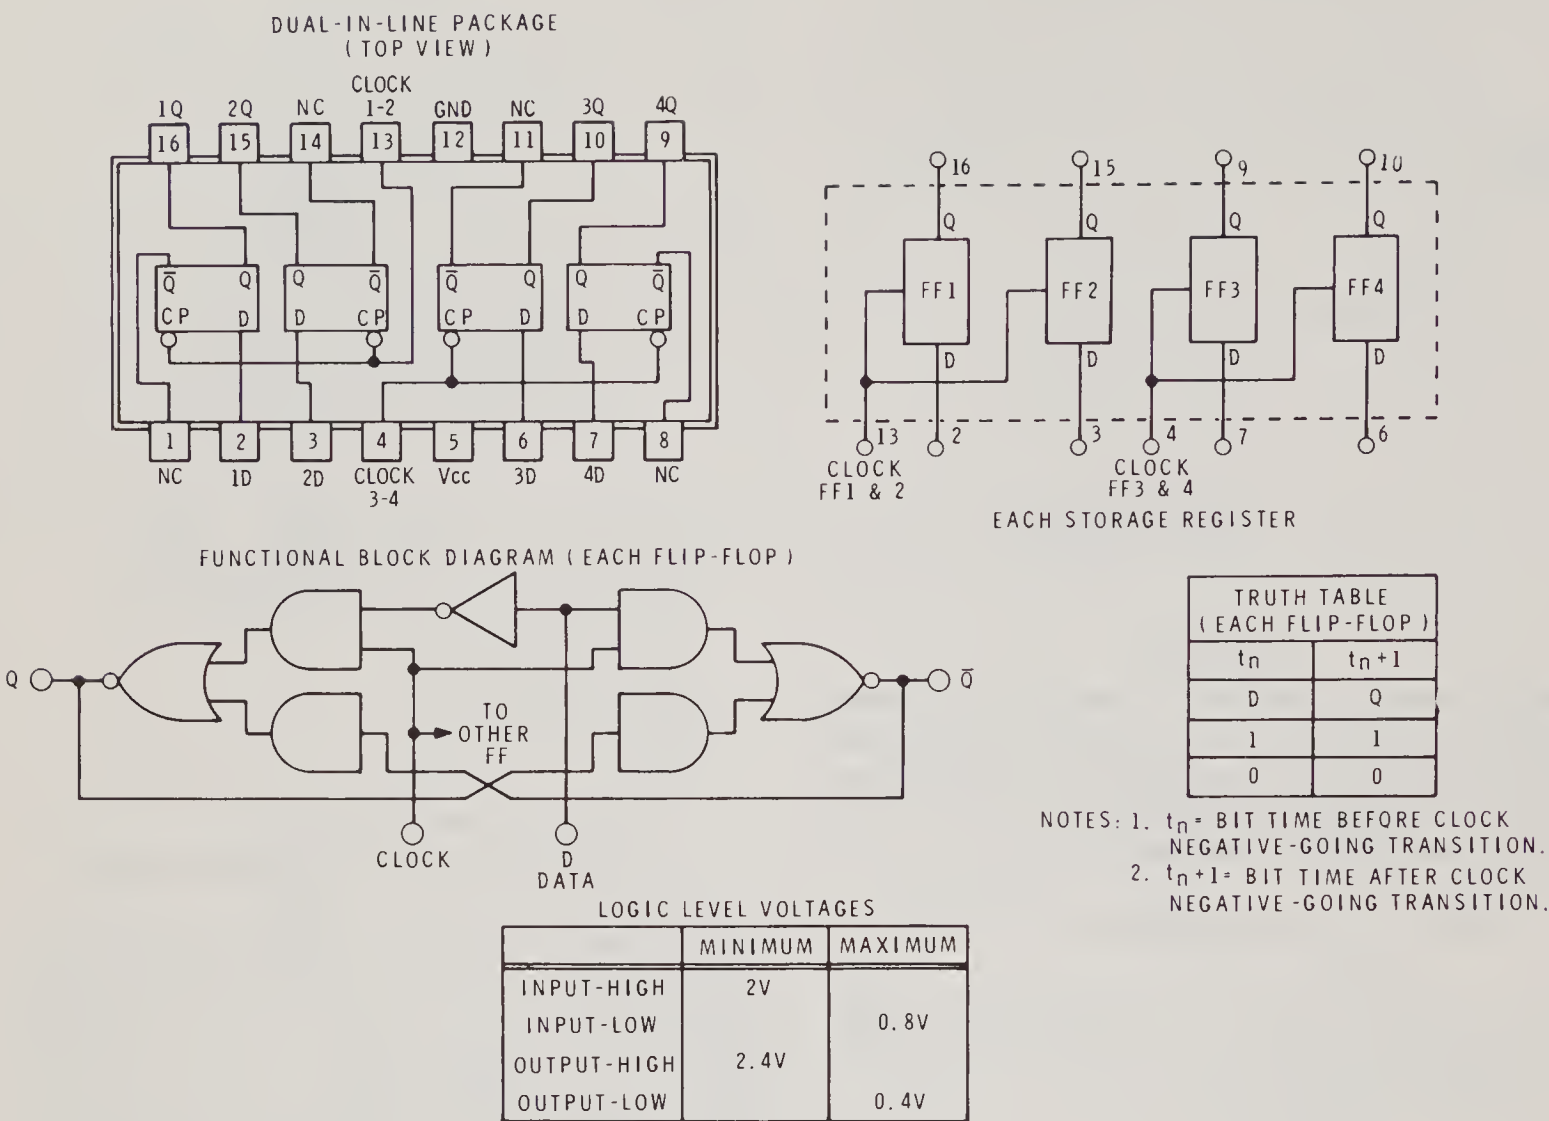 DUAL-IN-LINE PACKAGE
(TOP VIEW)
CLOCK
1Q 2Q NC 1-2 GND NC 3Q 4Q
16 15 14 13 12 11 10 9
Q̅ Q Q Q̅ Q̅ Q Q Q̅
CP D D CP CP D D CP
1 2 3 4 5 6 7 8
NC 1D 2D CLOCK Vcc 3D 4D NC
3-4
16 15 9 10
Q Q Q Q
FF1 FF2 FF3 FF4
D D D D
13 2 3 4 7 6
CLOCK CLOCK
FF1 & 2 FF3 & 4
EACH STORAGE REGISTER
FUNCTIONAL BLOCK DIAGRAM (EACH FLIP-FLOP)
Q Q̅
TO
OTHER
FF
CLOCK D
DATA
TRUTH TABLE
(EACH FLIP-FLOP)
tn tn+1
D Q
1 1
0 0
NOTES: 1. tn= BIT TIME BEFORE CLOCK
NEGATIVE-GOING TRANSITION.
2. tn+1= BIT TIME AFTER CLOCK
NEGATIVE-GOING TRANSITION.
LOGIC LEVEL VOLTAGES
MINIMUM MAXIMUM
INPUT-HIGH 2V
INPUT-LOW 0.8V
OUTPUT-HIGH 2.4V
OUTPUT-LOW 0.4V